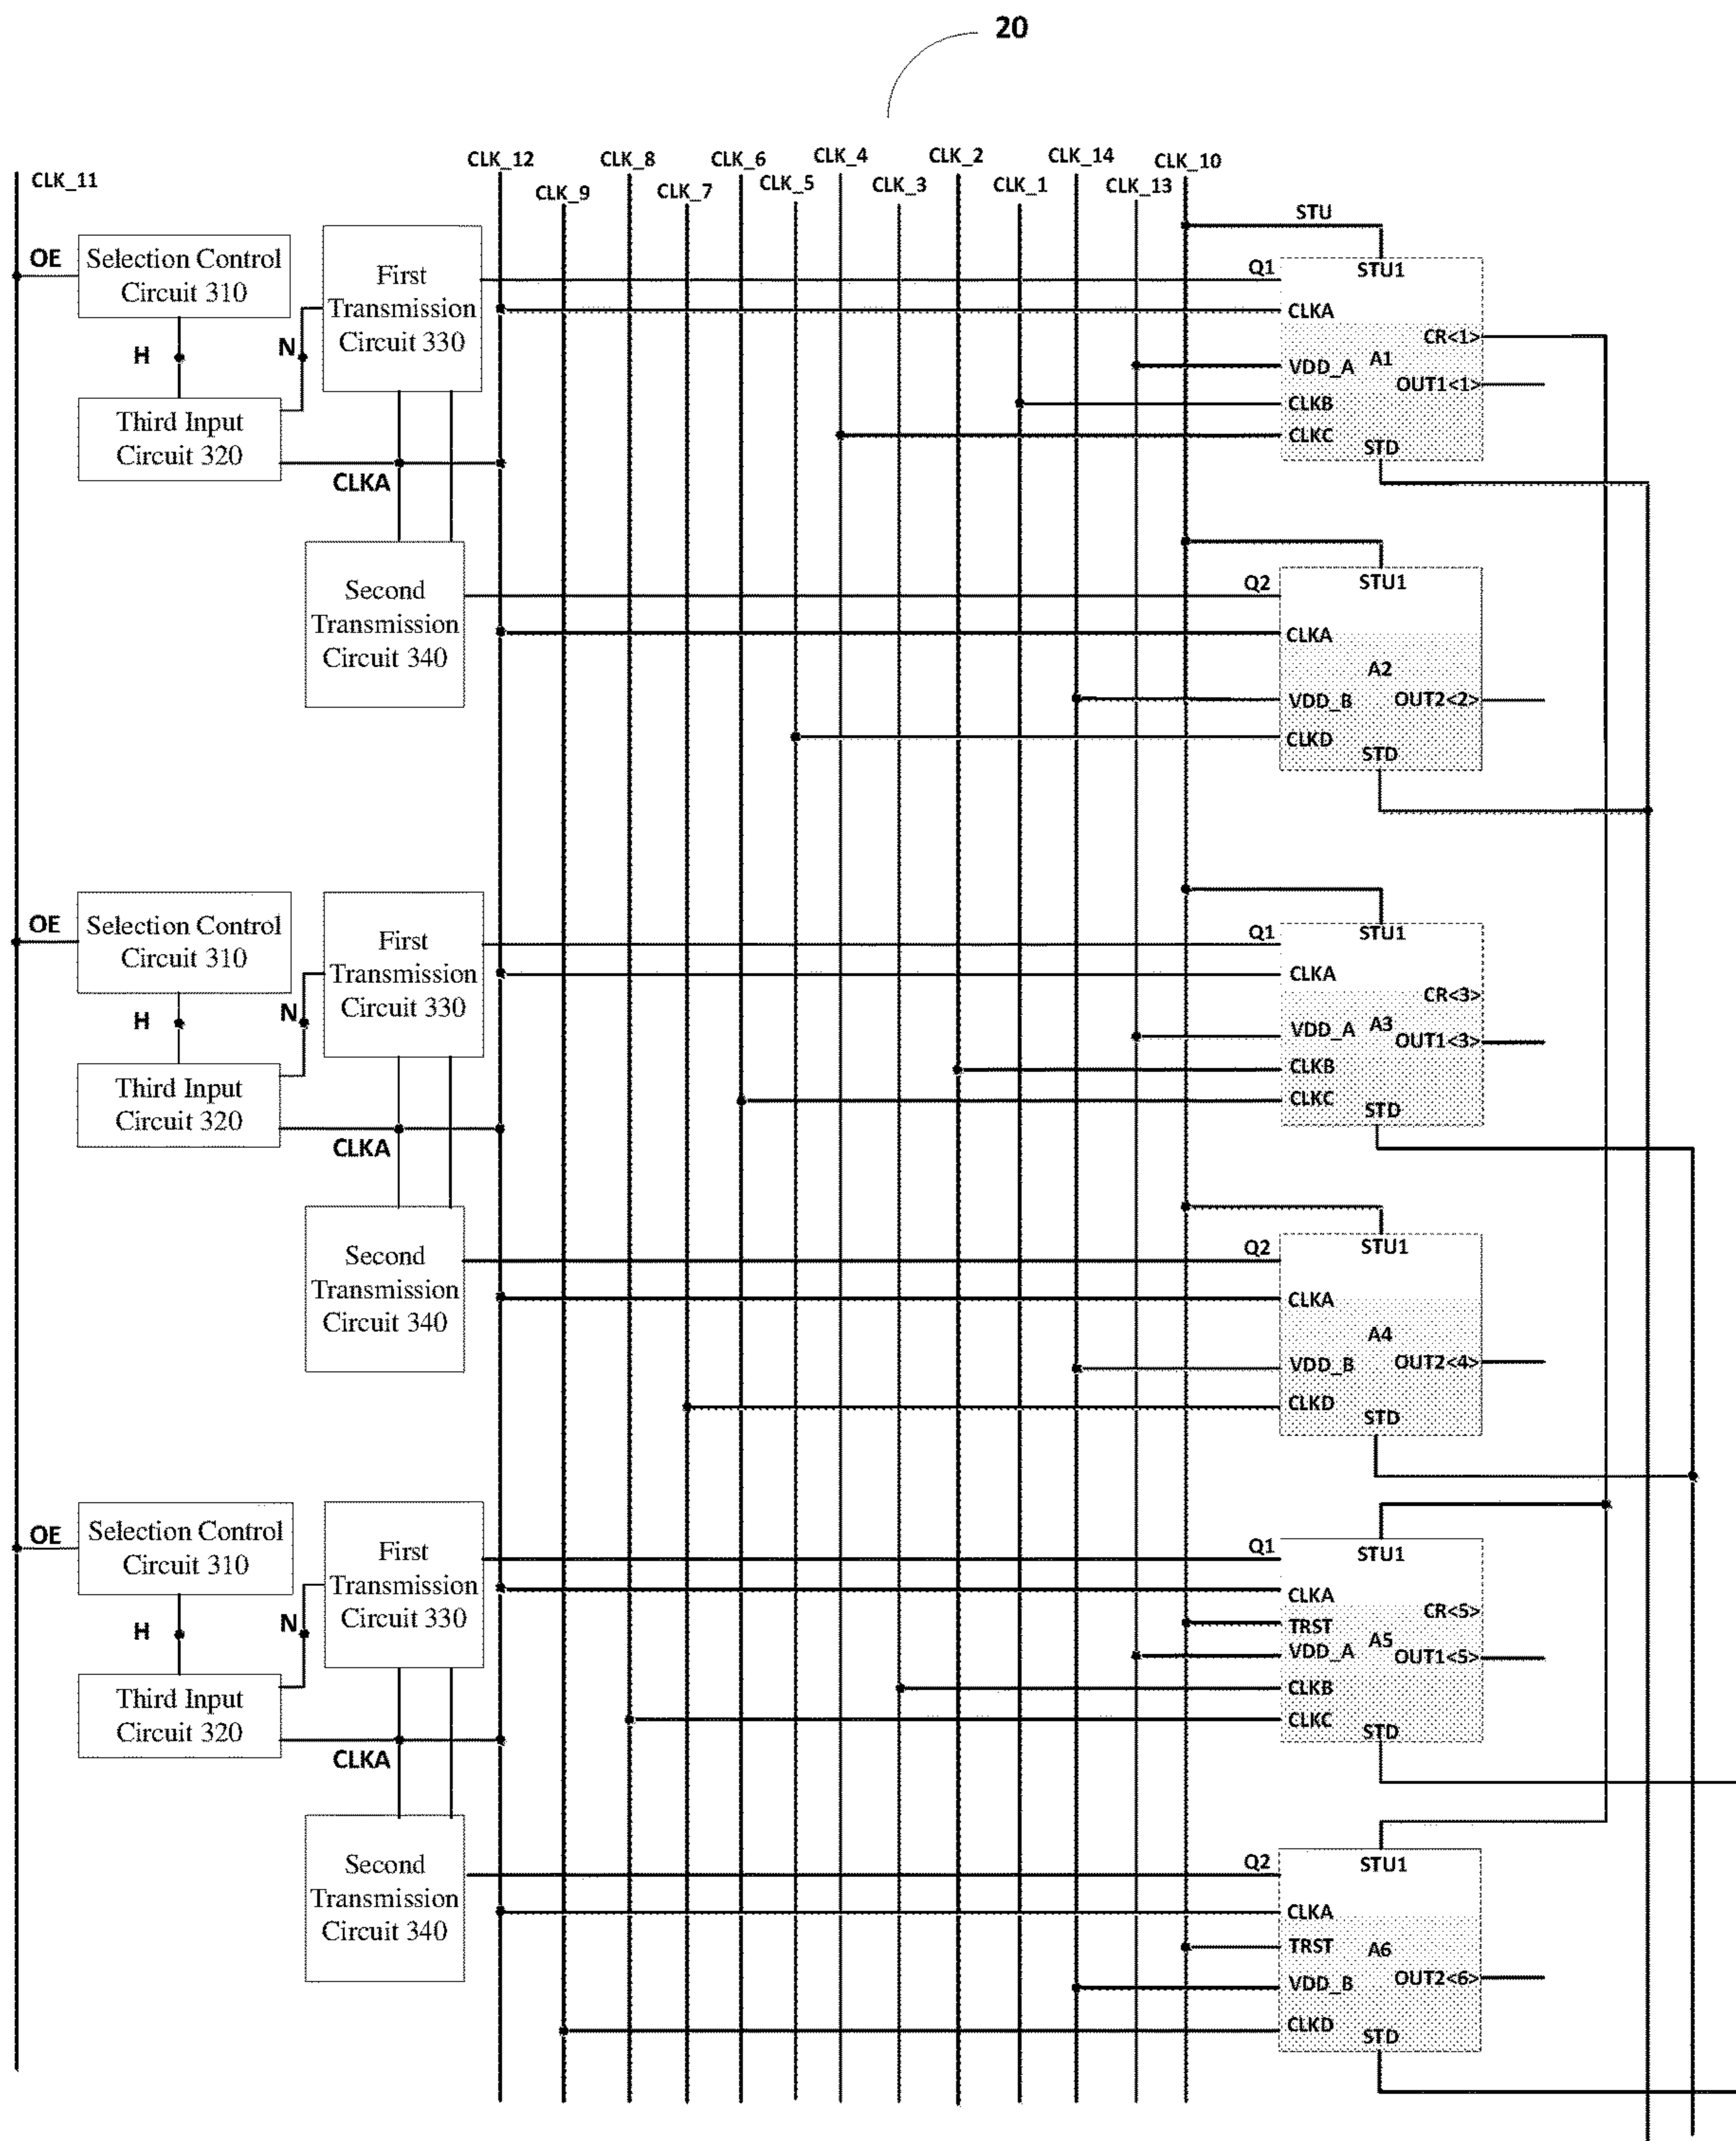 20
CLK_11
CLK_12
CLK_9
CLK_8
CLK_7
CLK_6
CLK_5
CLK_4
CLK_3
CLK_2
CLK_1
CLK_14
CLK_13
CLK_10
STU
OE
Selection Control
Circuit 310
H
N
Third Input
Circuit 320
First
Transmission
Circuit 330
CLKA
Second
Transmission
Circuit 340
Q1
STU1
CLKA
CR<1>
VDD_A
A1
OUT1<1>
CLKB
CLKC
STD
Q2
STU1
CLKA
A2
VDD_B
OUT2<2>
CLKD
STD
OE
Selection Control
Circuit 310
H
N
Third Input
Circuit 320
First
Transmission
Circuit 330
CLKA
Second
Transmission
Circuit 340
Q1
STU1
CLKA
CR<3>
VDD_A
A3
OUT1<3>
CLKB
CLKC
STD
Q2
STU1
CLKA
A4
VDD_B
OUT2<4>
CLKD
STD
OE
Selection Control
Circuit 310
H
N
Third Input
Circuit 320
First
Transmission
Circuit 330
CLKA
Second
Transmission
Circuit 340
Q1
STU1
CLKA
CR<5>
TRST
A5
VDD_A
OUT1<5>
CLKB
CLKC
STD
Q2
STU1
CLKA
TRST
A6
VDD_B
OUT2<6>
CLKD
STD